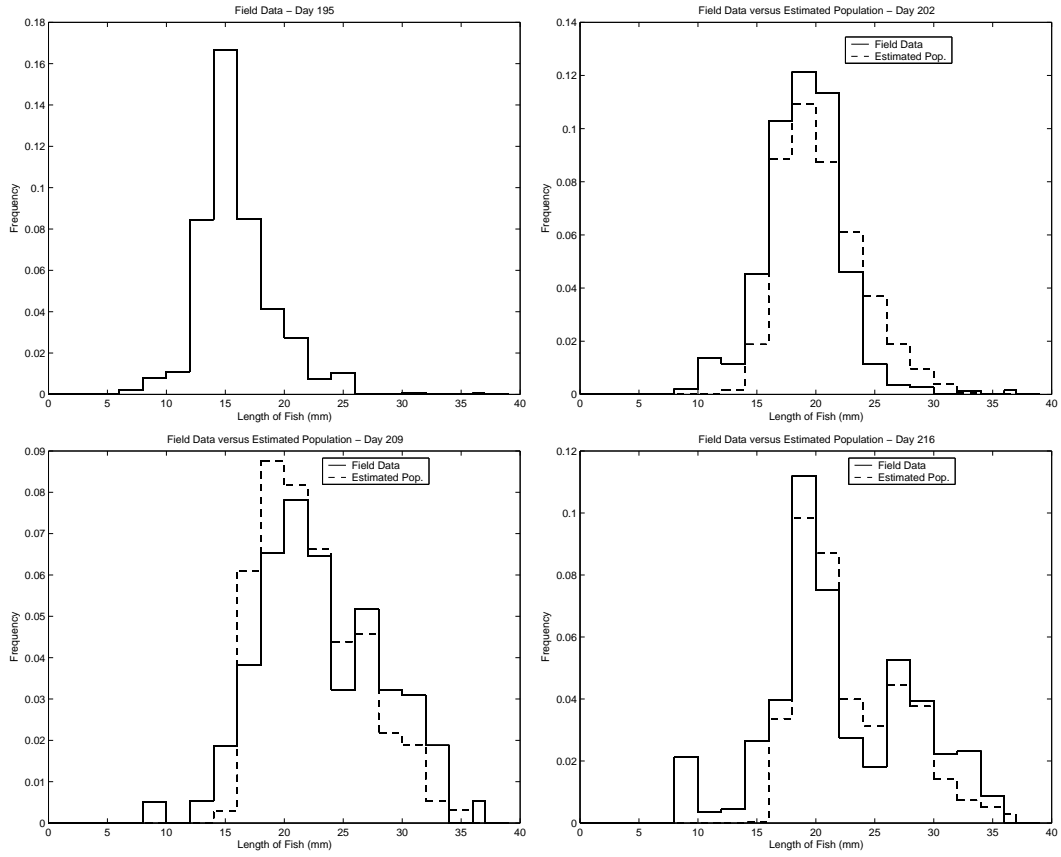 Field Data – Day 195
0.18
0.16
0.14
0.12
0.1
0.08
0.06
0.04
0.02
0
Frequency
0 5 10 15 20 25 30 35 40
Length of Fish (mm)
Field Data versus Estimated Population – Day 202
Field Data
Estimated Pop.
0.14
0.12
0.1
0.08
0.06
0.04
0.02
0
Frequency
0 5 10 15 20 25 30 35 40
Length of Fish (mm)
Field Data versus Estimated Population – Day 209
Field Data
Estimated Pop.
0.09
0.08
0.07
0.06
0.05
0.04
0.03
0.02
0.01
0
Frequency
0 5 10 15 20 25 30 35 40
Length of Fish (mm)
Field Data versus Estimated Population – Day 216
Field Data
Estimated Pop.
0.12
0.1
0.08
0.06
0.04
0.02
0
Frequency
0 5 10 15 20 25 30 35 40
Length of Fish (mm)